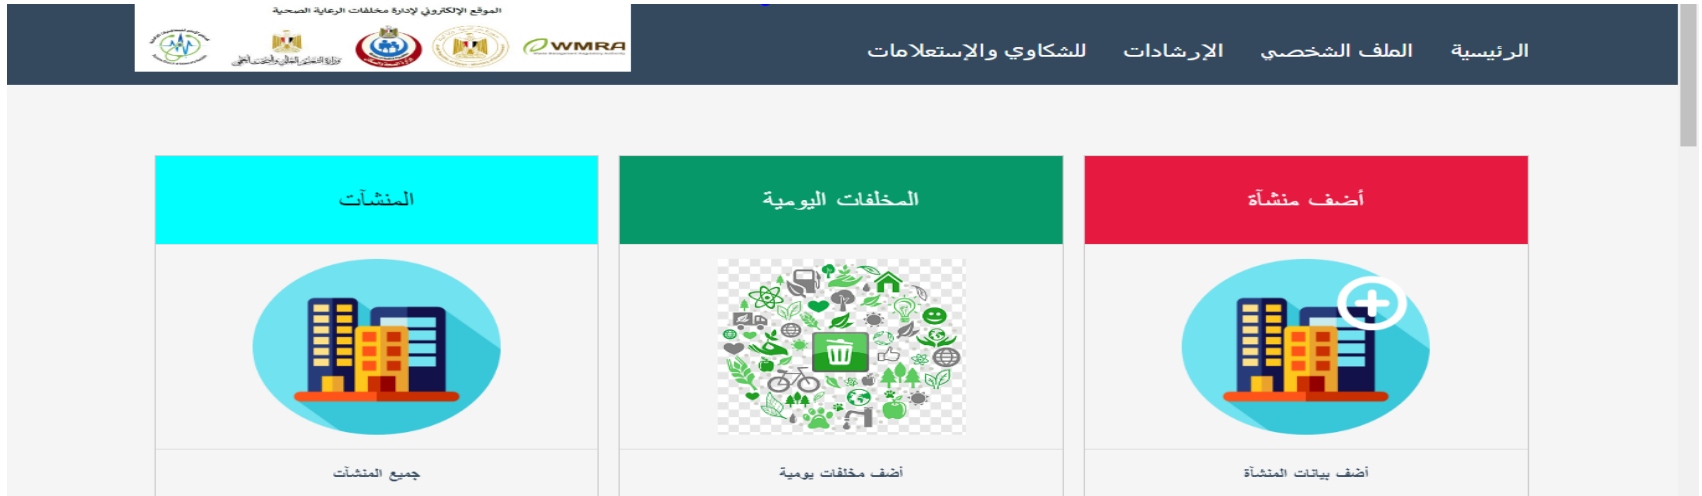 الموقع الإلكتروني لإدارة مخلفات الرعاية الصحية
WMRA
الرئيسية الملف الشخصي الإرشادات للشكاوي والإستعلامات
أضف منشآة
المخلفات اليومية
المنشآت
أضف بيانات المنشآة
أضف مخلفات يومية
جميع المنشآت